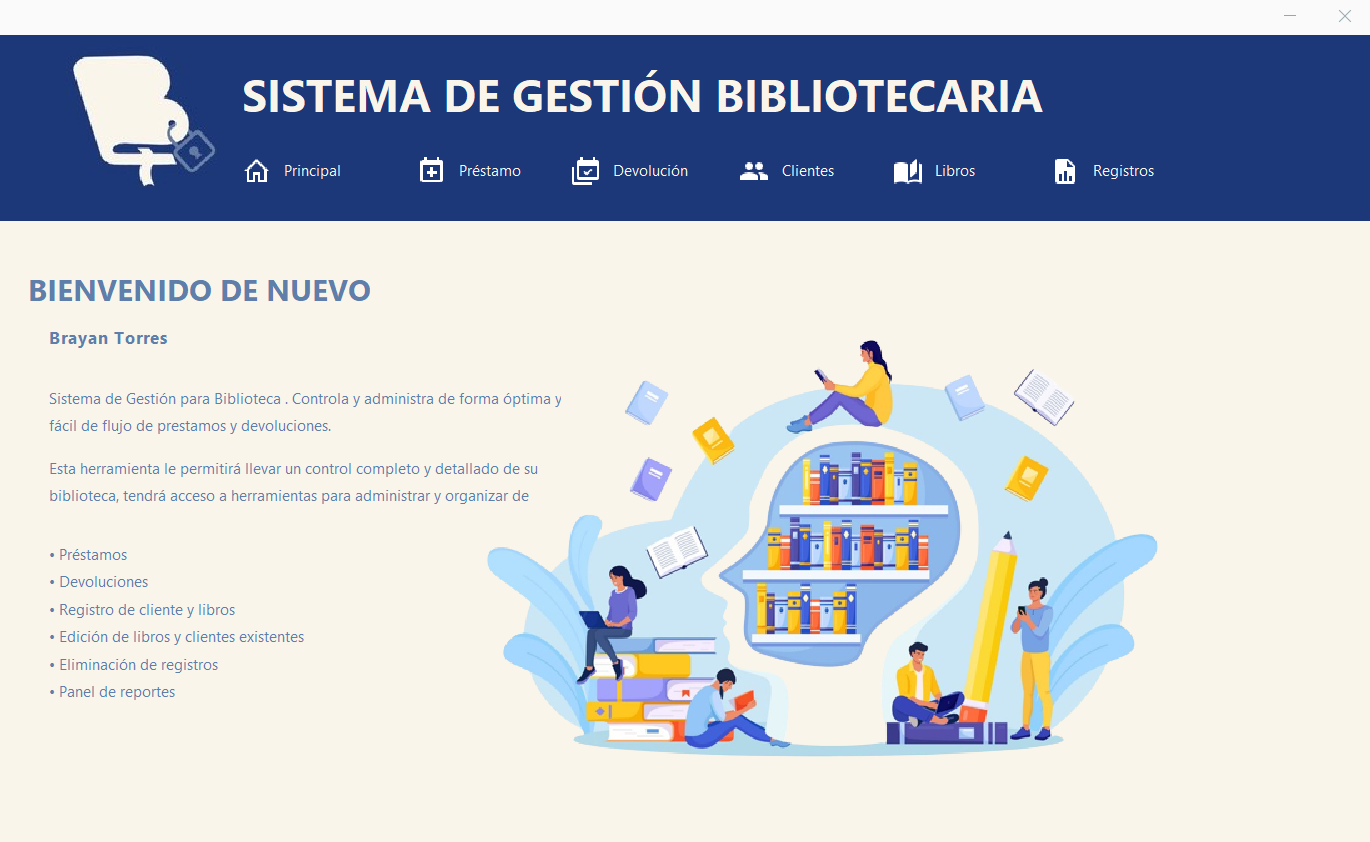 SISTEMA DE GESTIÓN BIBLIOTECARIA
Principal
Préstamo
Devolución
Clientes
Libros
Registros
BIENVENIDO DE NUEVO
Brayan Torres
Sistema de Gestión para Biblioteca . Controla y administra de forma óptima y
fácil de flujo de prestamos y devoluciones.
Esta herramienta le permitirá llevar un control completo y detallado de su
biblioteca, tendrá acceso a herramientas para administrar y organizar de
• Préstamos
• Devoluciones
• Registro de cliente y libros
• Edición de libros y clientes existentes
• Eliminación de registros
• Panel de reportes